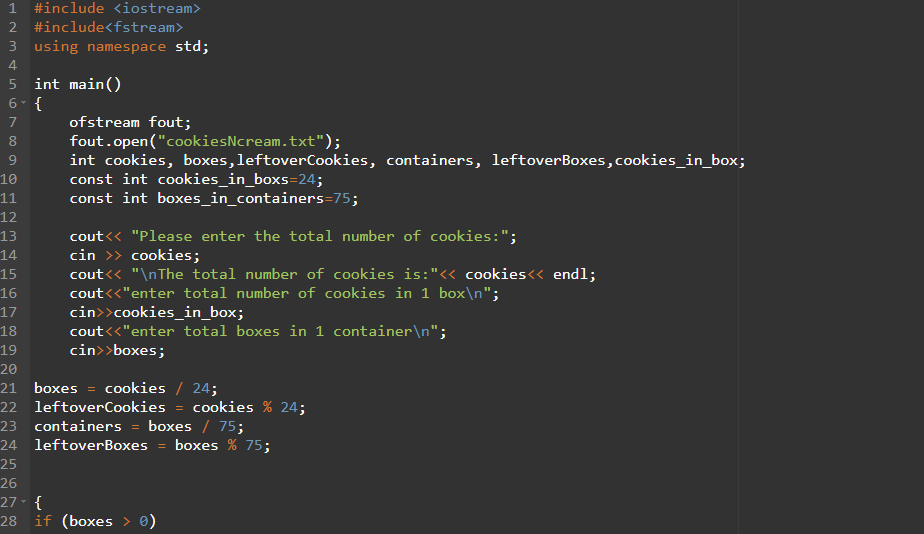 1 #include <iostream>
2 #include<fstream>
3 using namespace std;
4
5 int main()
6 {
7 ofstream fout;
8 fout.open("cookiesNcream.txt");
9 int cookies, boxes,leftoverCookies, containers, leftoverBoxes,cookies_in_box;
10 const int cookies_in_boxs=24;
11 const int boxes_in_containers=75;
12
13 cout<< "Please enter the total number of cookies:";
14 cin >> cookies;
15 cout<< "\nThe total number of cookies is:"<< cookies<< endl;
16 cout<<"enter total number of cookies in 1 box\n";
17 cin>>cookies_in_box;
18 cout<<"enter total boxes in 1 container\n";
19 cin>>boxes;
20
21 boxes = cookies / 24;
22 leftoverCookies = cookies % 24;
23 containers = boxes / 75;
24 leftoverBoxes = boxes % 75;
25
26
27 {
28 if (boxes > 0)